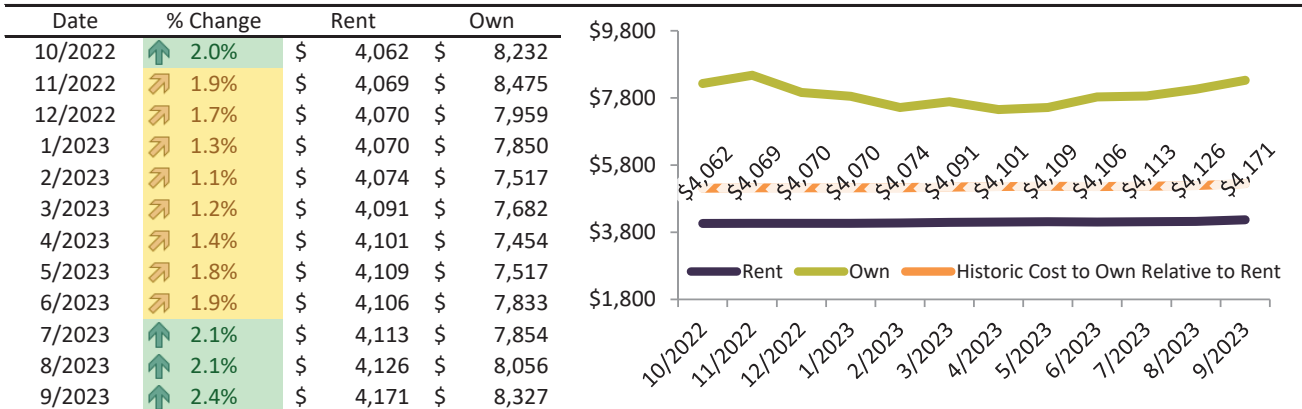 Date % Change Rent Own
10/2022 2.0% $ 4,062 $ 8,232
11/2022 1.9% $ 4,069 $ 8,475
12/2022 1.7% $ 4,070 $ 7,959
1/2023 1.3% $ 4,070 $ 7,850
2/2023 1.1% $ 4,074 $ 7,517
3/2023 1.2% $ 4,091 $ 7,682
4/2023 1.4% $ 4,101 $ 7,454
5/2023 1.8% $ 4,109 $ 7,517
6/2023 1.9% $ 4,106 $ 7,833
7/2023 2.1% $ 4,113 $ 7,854
8/2023 2.1% $ 4,126 $ 8,056
9/2023 2.4% $ 4,171 $ 8,327
$9,800
$7,800
$5,800
$3,800
$1,800
$4,062 $4,069 $4,070 $4,070 $4,074 $4,091 $4,101 $4,109 $4,106 $4,113 $4,126 $4,171
Rent Own Historic Cost to Own Relative to Rent
10/2022 11/2022 12/2022 1/2023 2/2023 3/2023 4/2023 5/2023 6/2023 7/2023 8/2023 9/2023